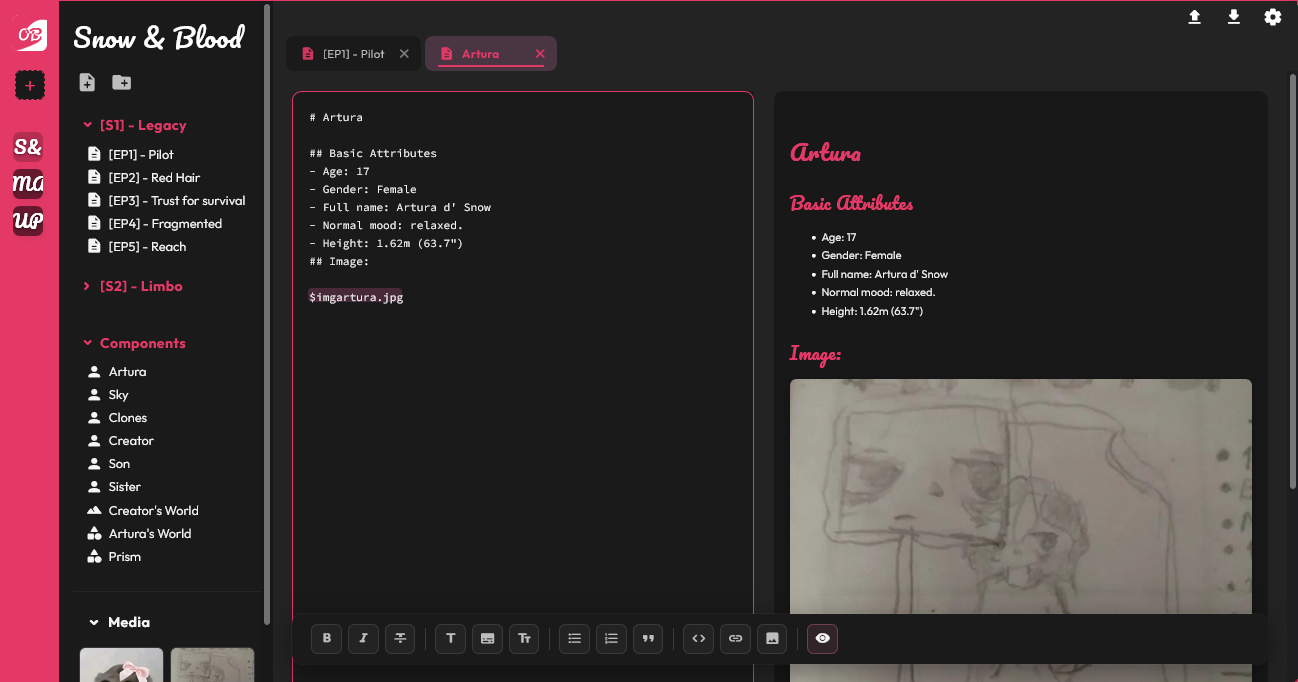 OB
Snow & Blood
+
S&
MA
UP
[S1] - Legacy
[EP1] - Pilot
[EP2] - Red Hair
[EP3] - Trust for survival
[EP4] - Fragmented
[EP5] - Reach
[S2] - Limbo
Components
Artura
Sky
Clones
Creator
Son
Sister
Creator's World
Artura's World
Prism
Media
[EP1] - Pilot
Artura
# Artura
## Basic Attributes
- Age: 17
- Gender: Female
- Full name: Artura d' Snow
- Normal mood: relaxed.
- Height: 1.62m (63.7")
## Image:
$imgartura.jpg
Artura
Basic Attributes
• Age: 17
• Gender: Female
• Full name: Artura d' Snow
• Normal mood: relaxed.
• Height: 1.62m (63.7")
Image:
B I T T Tt